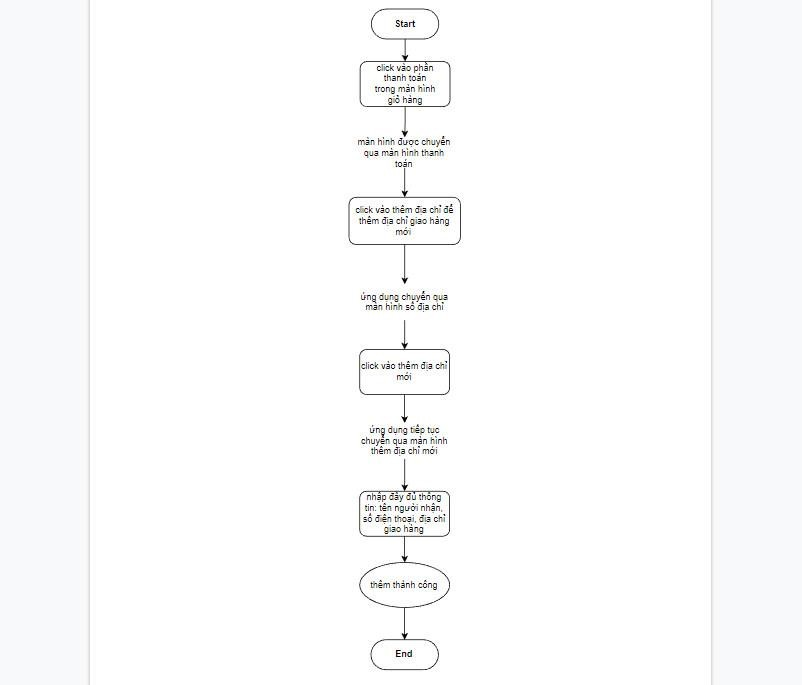 Start
click vào phần
thanh toán
trong màn hình
giỏ hàng
màn hình được chuyển
qua màn hình thanh
toán
click vào thêm địa chỉ để
thêm địa chỉ giao hàng
mới
ứng dụng chuyển qua
màn hình sổ địa chỉ
click vào thêm địa chỉ
mới
ứng dụng tiếp tục
chuyển qua màn hình
thêm địa chỉ mới
nhập đầy đủ thông
tin: tên người nhận,
số điện thoại, địa chỉ
giao hàng
thêm thành công
End